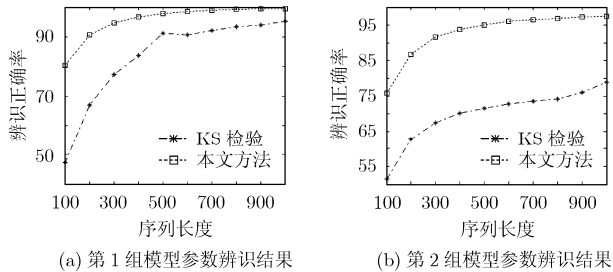 90
70
50
辨识正确率
KS 检验
本文方法
100 300 500 700 900
序列长度
(a) 第 1 组模型参数辨识结果
95
85
75
65
55
辨识正确率
KS 检验
本文方法
100 300 500 700 900
序列长度
(b) 第 2 组模型参数辨识结果